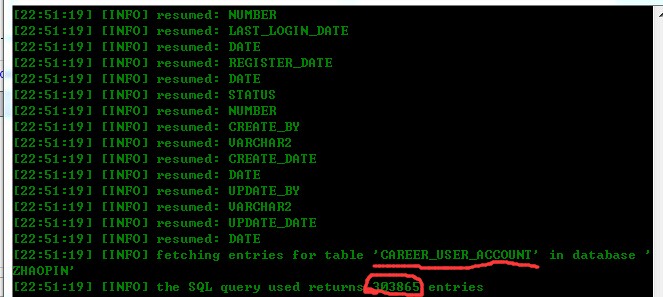 [22:51:19] [INFO] resumed: NUMBER
[22:51:19] [INFO] resumed: LAST_LOGIN_DATE
[22:51:19] [INFO] resumed: DATE
[22:51:19] [INFO] resumed: REGISTER_DATE
[22:51:19] [INFO] resumed: DATE
[22:51:19] [INFO] resumed: STATUS
[22:51:19] [INFO] resumed: NUMBER
[22:51:19] [INFO] resumed: CREATE_BY
[22:51:19] [INFO] resumed: VARCHAR2
[22:51:19] [INFO] resumed: CREATE_DATE
[22:51:19] [INFO] resumed: DATE
[22:51:19] [INFO] resumed: UPDATE_BY
[22:51:19] [INFO] resumed: VARCHAR2
[22:51:19] [INFO] resumed: UPDATE_DATE
[22:51:19] [INFO] resumed: DATE
[22:51:19] [INFO] fetching entries for table 'CAREER_USER_ACCOUNT' in database '
ZHAOPIN'
[22:51:19] [INFO] the SQL query used returns 303865 entries